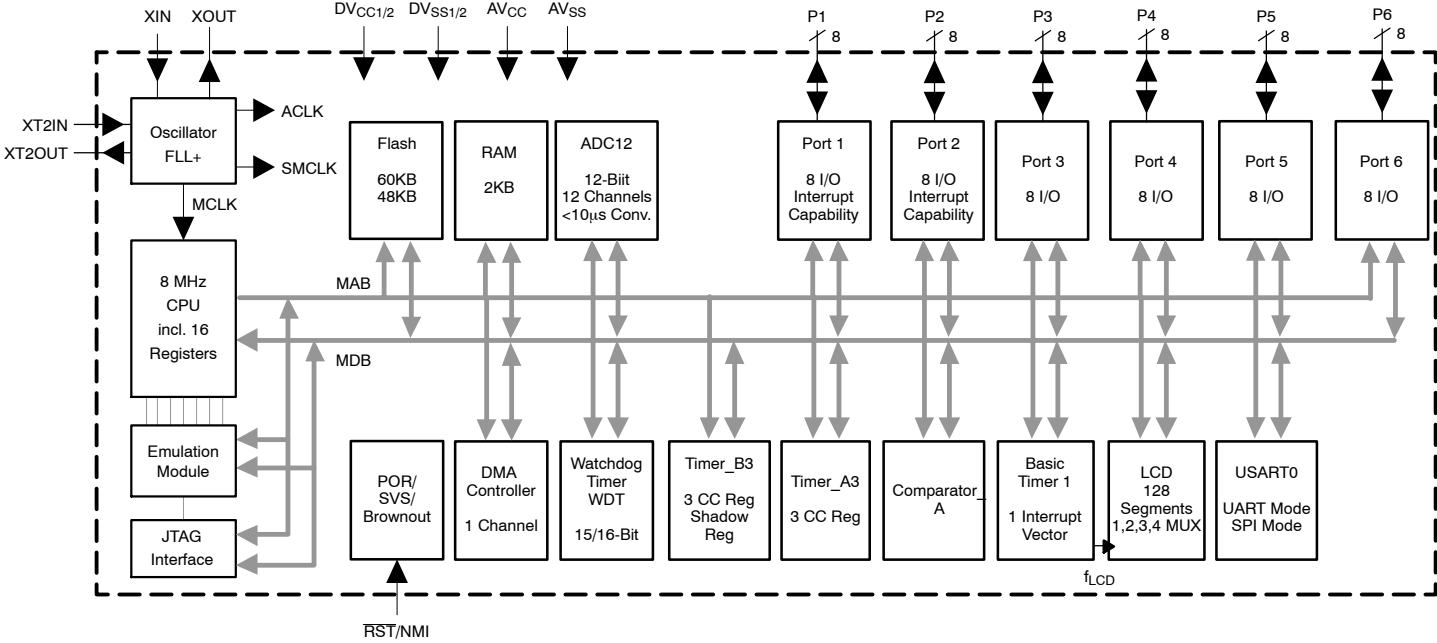 XIN
XOUT
DVCC1/2
DVSS1/2
AVCC
AVSS
P1
8
P2
8
P3
8
P4
8
P5
8
P6
8
XT2IN
XT2OUT
Oscillator
FLL+
ACLK
SMCLK
MCLK
Flash
60KB
48KB
RAM
2KB
ADC12
12-Biit
12 Channels
<10μs Conv.
Port 1
8 I/O
Interrupt
Capability
Port 2
8 I/O
Interrupt
Capability
Port 3
8 I/O
Port 4
8 I/O
Port 5
8 I/O
Port 6
8 I/O
8 MHz
CPU
incl. 16
Registers
MAB
MDB
Emulation
Module
JTAG
Interface
POR/
SVS/
Brownout
DMA
Controller
1 Channel
Watchdog
Timer
WDT
15/16-Bit
Timer_B3
3 CC Reg
Shadow
Reg
Timer_A3
3 CC Reg
Comparator_
A
Basic
Timer 1
1 Interrupt
Vector
LCD
128
Segments
1,2,3,4 MUX
USART0
UART Mode
SPI Mode
fLCD
RST/NMI